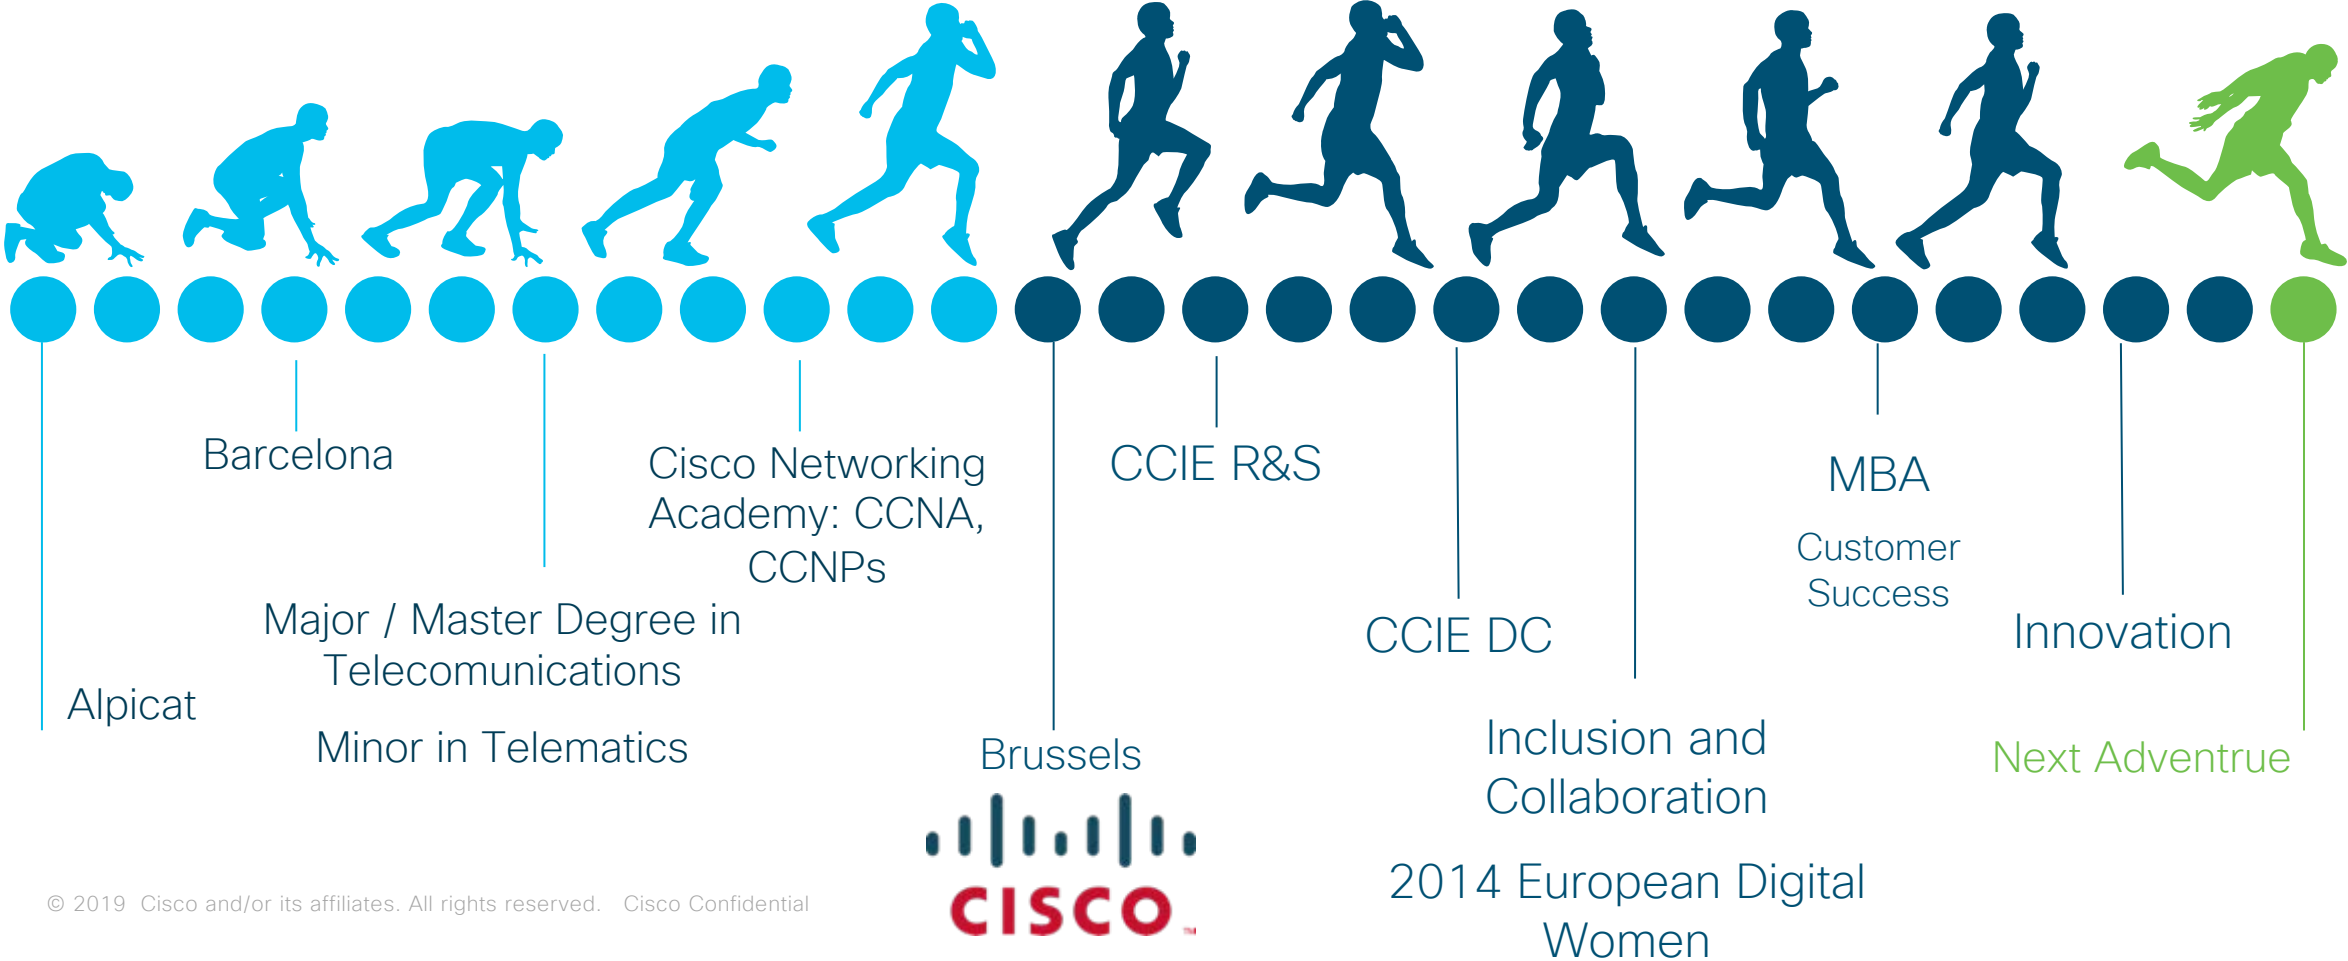 Alpicat
Barcelona
Major / Master Degree in
Telecomunications
Minor in Telematics
Cisco Networking
Academy: CCNA,
CCNPs
Brussels
CISCO
CCIE R&S
CCIE DC
Inclusion and
Collaboration
2014 European Digital
Women
MBA
Customer
Success
Innovation
Next Adventrue
© 2019 Cisco and/or its affiliates. All rights reserved. Cisco Confidential